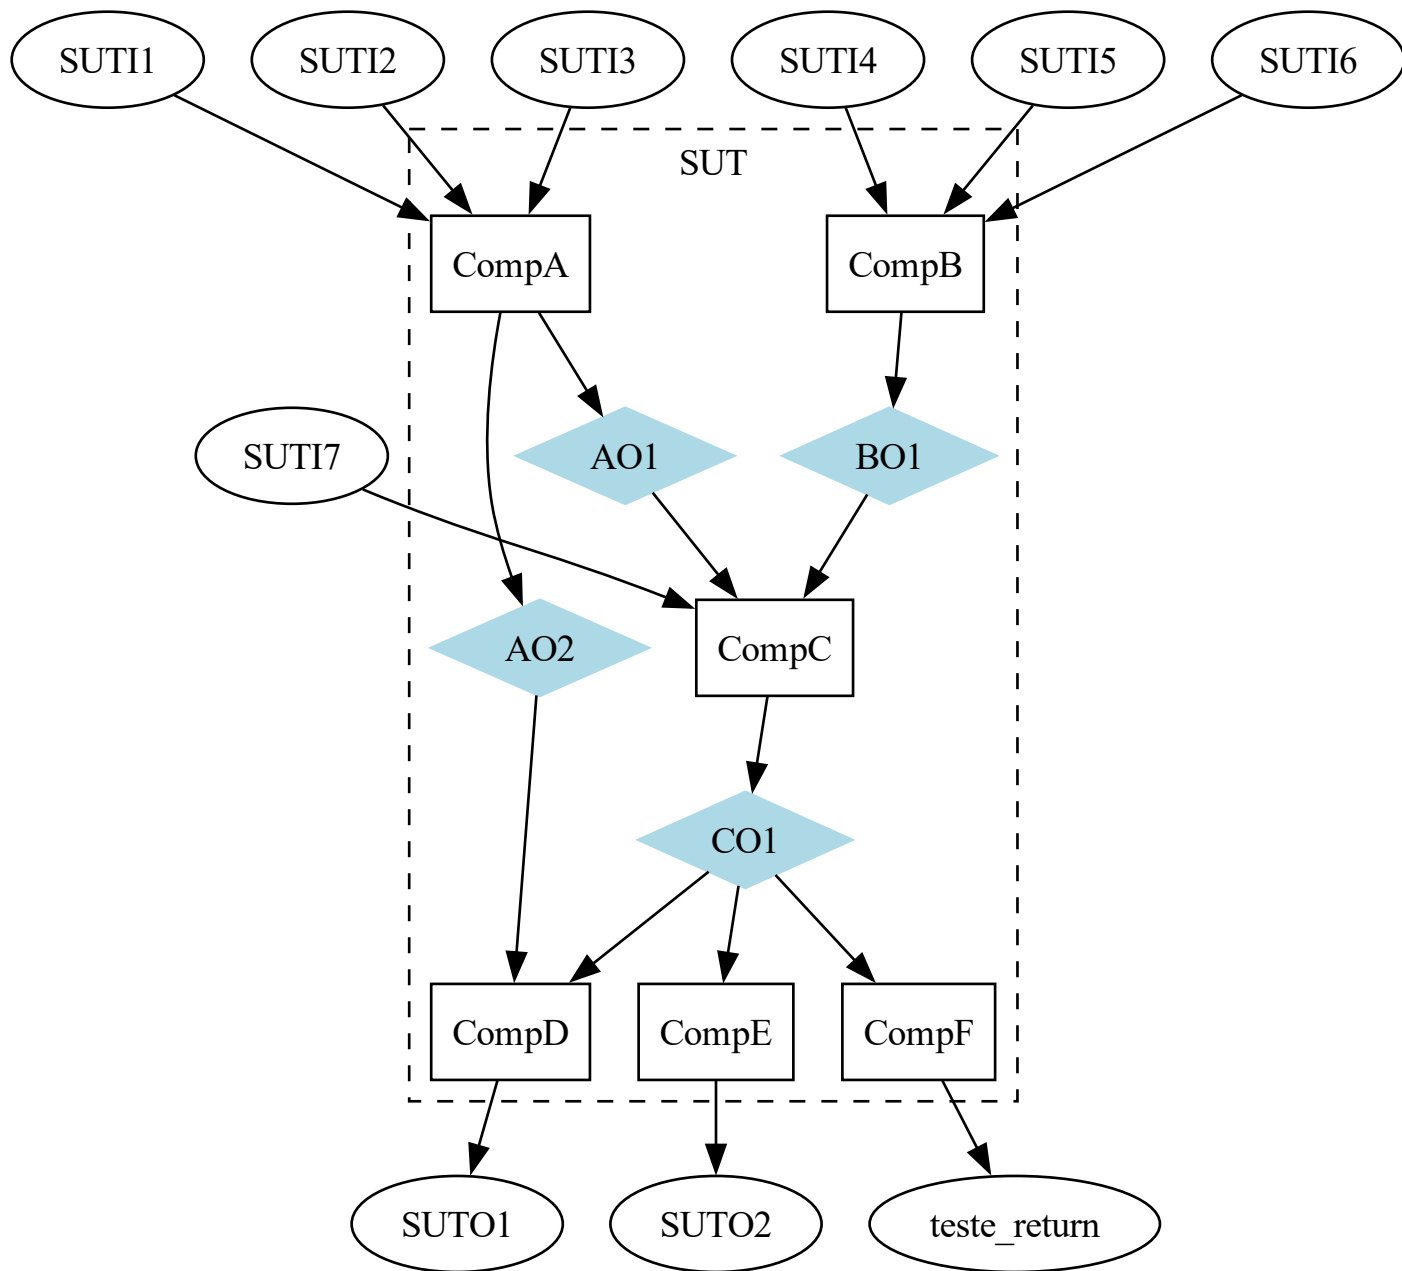 SUTI1
SUTI2
SUTI3
SUTI4
SUTI5
SUTI6
SUT
CompA
CompB
SUTI7
AO1
BO1
AO2
CompC
CO1
CompD
CompE
CompF
SUTO1
SUTO2
teste_return